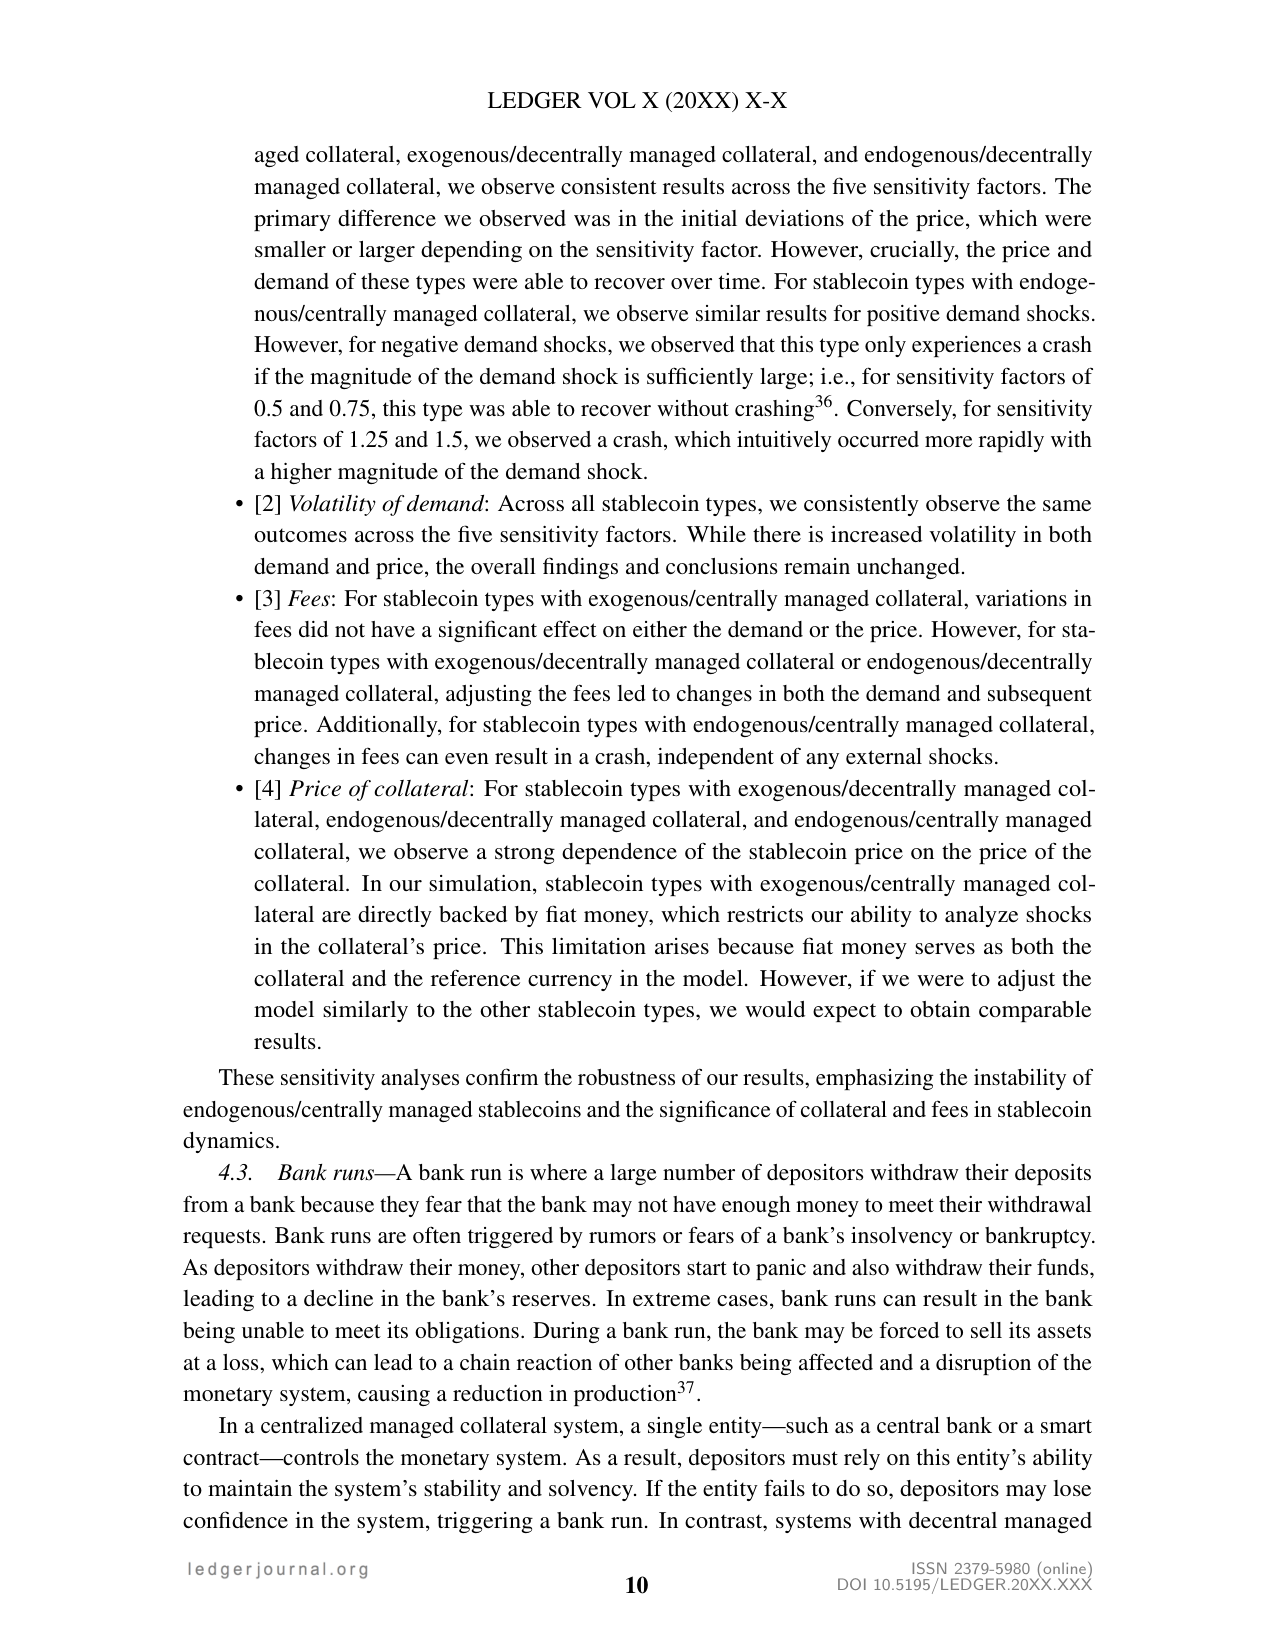 LEDGER VOL X (20XX) X-X
aged collateral, exogenous/decentrally managed collateral, and endogenous/decentrally
managed collateral, we observe consistent results across the five sensitivity factors. The
primary difference we observed was in the initial deviations of the price, which were
smaller or larger depending on the sensitivity factor. However, crucially, the price and
demand of these types were able to recover over time. For stablecoin types with endoge-
nous/centrally managed collateral, we observe similar results for positive demand shocks.
However, for negative demand shocks, we observed that this type only experiences a crash
if the magnitude of the demand shock is sufficiently large; i.e., for sensitivity factors of
0.5 and 0.75, this type was able to recover without crashing36. Conversely, for sensitivity
factors of 1.25 and 1.5, we observed a crash, which intuitively occurred more rapidly with
a higher magnitude of the demand shock.
• [2] Volatility of demand: Across all stablecoin types, we consistently observe the same
outcomes across the five sensitivity factors. While there is increased volatility in both
demand and price, the overall findings and conclusions remain unchanged.
• [3] Fees: For stablecoin types with exogenous/centrally managed collateral, variations in
fees did not have a significant effect on either the demand or the price. However, for sta-
blecoin types with exogenous/decentrally managed collateral or endogenous/decentrally
managed collateral, adjusting the fees led to changes in both the demand and subsequent
price. Additionally, for stablecoin types with endogenous/centrally managed collateral,
changes in fees can even result in a crash, independent of any external shocks.
• [4] Price of collateral: For stablecoin types with exogenous/decentrally managed col-
lateral, endogenous/decentrally managed collateral, and endogenous/centrally managed
collateral, we observe a strong dependence of the stablecoin price on the price of the
collateral. In our simulation, stablecoin types with exogenous/centrally managed col-
lateral are directly backed by fiat money, which restricts our ability to analyze shocks
in the collateral's price. This limitation arises because fiat money serves as both the
collateral and the reference currency in the model. However, if we were to adjust the
model similarly to the other stablecoin types, we would expect to obtain comparable
results.
These sensitivity analyses confirm the robustness of our results, emphasizing the instability of
endogenous/centrally managed stablecoins and the significance of collateral and fees in stablecoin
dynamics.
4.3. Bank runs—A bank run is where a large number of depositors withdraw their deposits
from a bank because they fear that the bank may not have enough money to meet their withdrawal
requests. Bank runs are often triggered by rumors or fears of a bank's insolvency or bankruptcy.
As depositors withdraw their money, other depositors start to panic and also withdraw their funds,
leading to a decline in the bank's reserves. In extreme cases, bank runs can result in the bank
being unable to meet its obligations. During a bank run, the bank may be forced to sell its assets
at a loss, which can lead to a chain reaction of other banks being affected and a disruption of the
monetary system, causing a reduction in production37.
In a centralized managed collateral system, a single entity—such as a central bank or a smart
contract—controls the monetary system. As a result, depositors must rely on this entity's ability
to maintain the system's stability and solvency. If the entity fails to do so, depositors may lose
confidence in the system, triggering a bank run. In contrast, systems with decentral managed
ledgerjournal.org
10
ISSN 2379-5980 (online)
DOI 10.5195/LEDGER.20XX.XXX